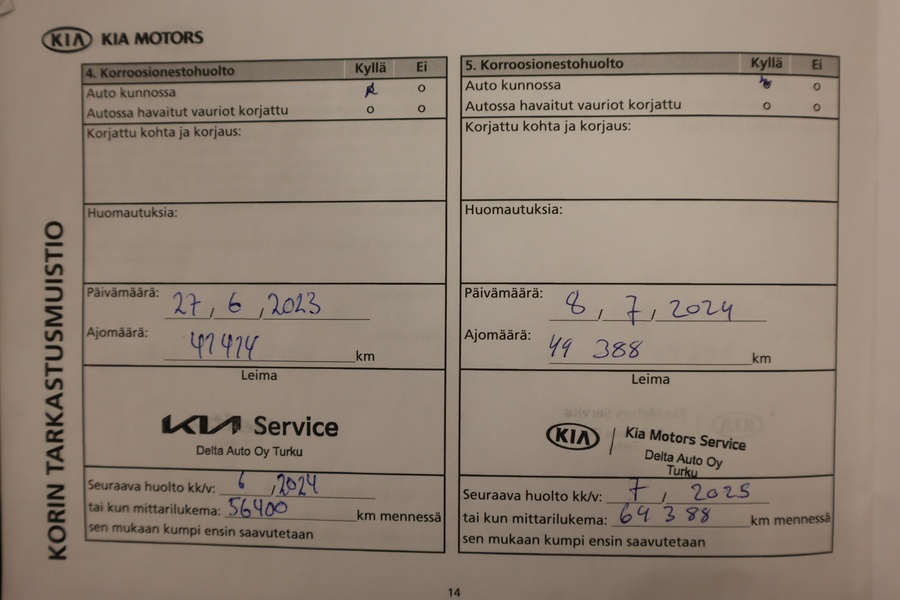 KIA KIA MOTORS
KORIN TARKASTUSMUISTIO
4. Korroosionestohuolto Kyllä Ei
Auto kunnossa o
Autossa havaitut vauriot korjattu o o
Korjattu kohta ja korjaus:
Huomautuksia:
Päivämäärä: 27, 6, 2023
Ajomäärä: 41414 km
Leima
KIA Service
Delta Auto Oy Turku
Seuraava huolto kk/v: 6, 2024
tai kun mittarilukema: 56400 km mennessä
sen mukaan kumpi ensin saavutetaan
5. Korroosionestohuolto Kyllä Ei
Auto kunnossa o
Autossa havaitut vauriot korjattu o o
Korjattu kohta ja korjaus:
Huomautuksia:
Päivämäärä: 8, 7, 2024
Ajomäärä: 49 388 km
Leima
KIA | Kia Motors Service
Delta Auto Oy
Turku
Seuraava huolto kk/v: 7, 2025
tai kun mittarilukema: 64 388 km mennessä
sen mukaan kumpi ensin saavutetaan
14